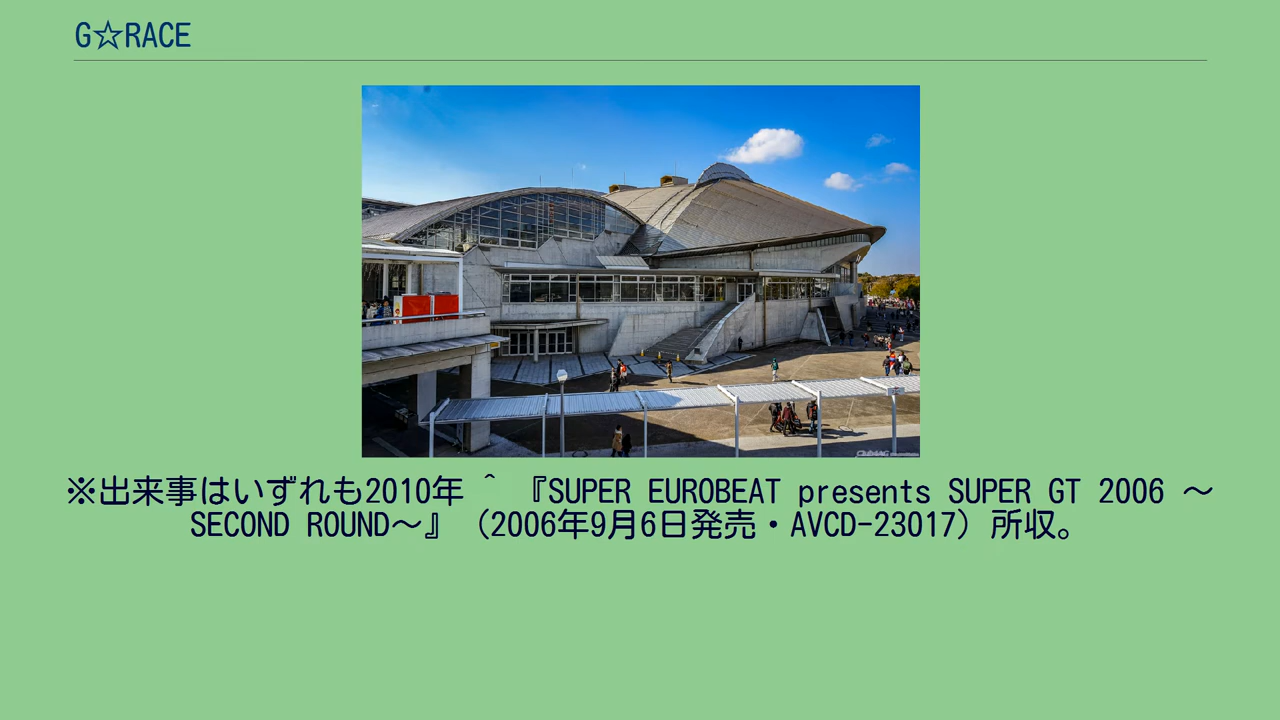 G☆RACE
※出来事はいずれも2010年 ^ 『SUPER EUROBEAT presents SUPER GT 2006 ～
SECOND ROUND～』（2006年9月6日発売・AVCD-23017）所収。